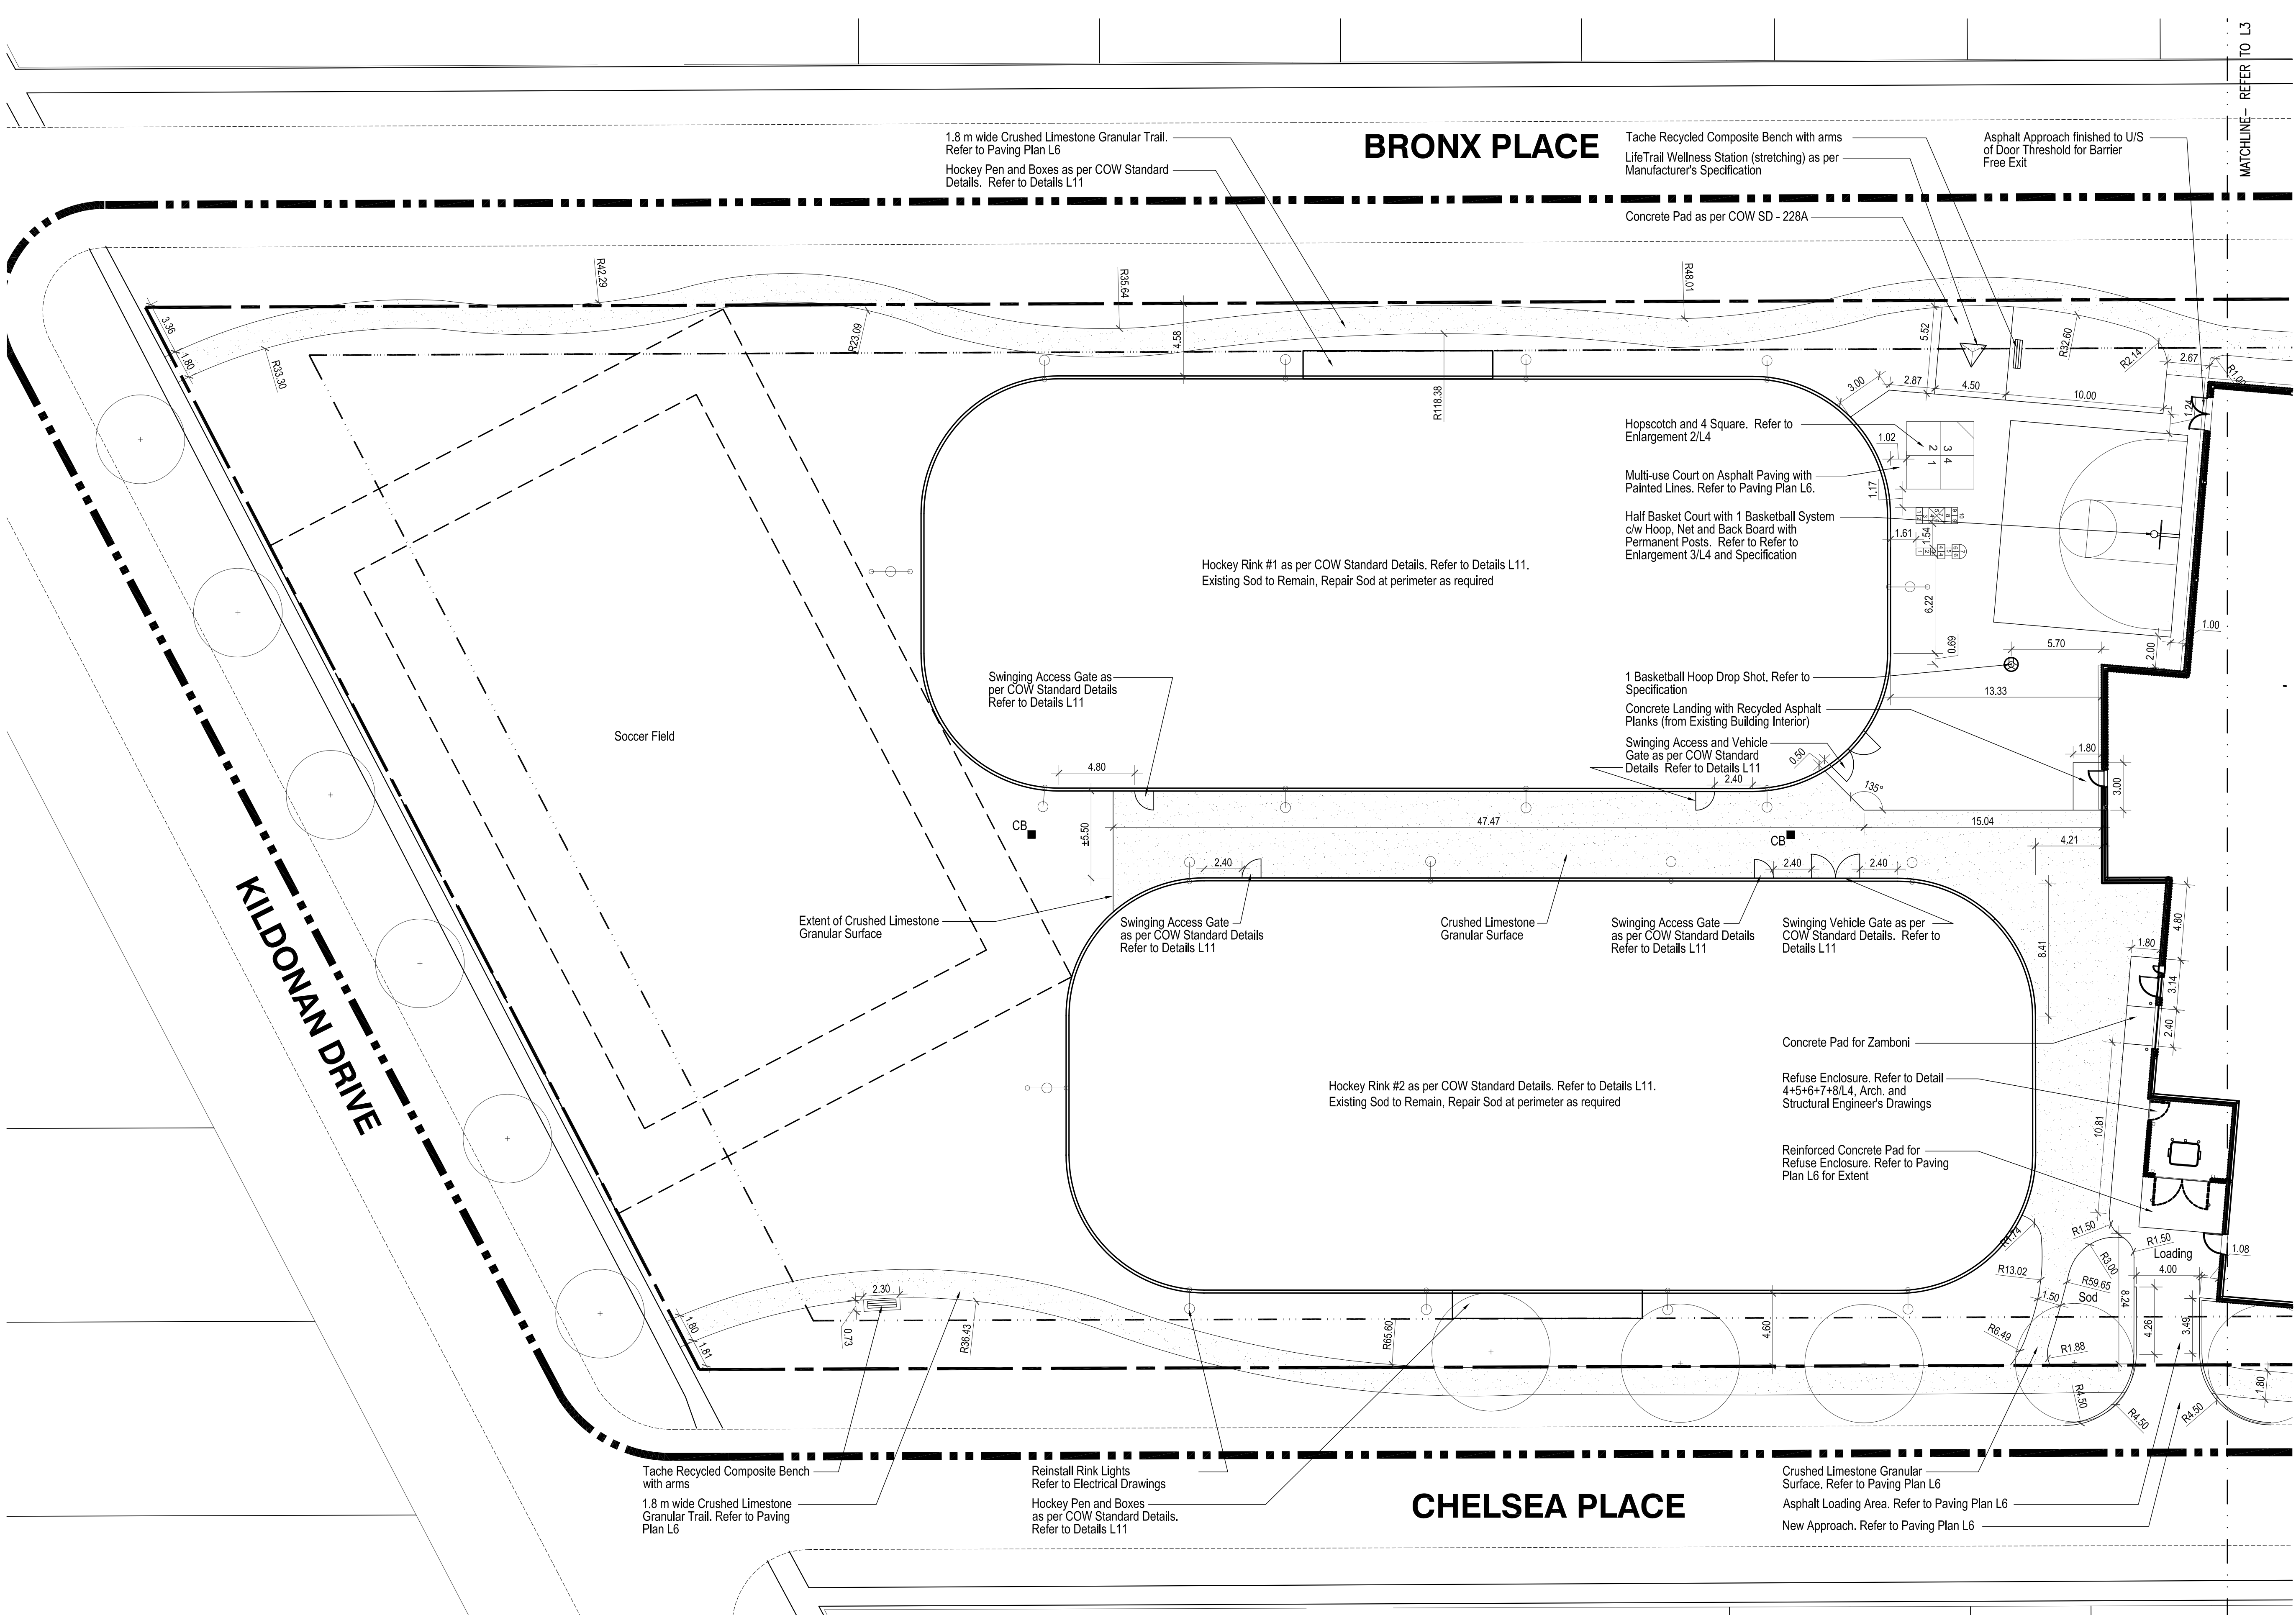 MATCHLINE- REFER TO L3
1.8 m wide Crushed Limestone Granular Trail.
Refer to Paving Plan L6
Hockey Pen and Boxes as per COW Standard
Details.  Refer to Details L11
BRONX PLACE
Tache Recycled Composite Bench with arms
LifeTrail Wellness Station (stretching) as per
Manufacturer's Specification
Concrete Pad as per COW SD - 228A
Asphalt Approach finished to U/S
of Door Threshold for Barrier
Free Exit
R42.29
R35.64
R48.01
3.36
1.80
R33.30
R23.09
4.58
R118.38
5.52
R32.60
R2.14
2.67
R1.00
3.00
2.87
4.50
10.00
1.24
Hopscotch and 4 Square.  Refer to
Enlargement 2/L4
1.02
2 3
1 4
Multi-use Court on Asphalt Paving with
Painted Lines. Refer to Paving Plan L6.
1.17
Half Basket Court with 1 Basketball System
c/w Hoop, Net and Back Board with
Permanent Posts.  Refer to Refer to
Enlargement 3/L4 and Specification
1.61
1.54
6.22
0.69
1.00
2.00
5.70
13.33
Hockey Rink #1 as per COW Standard Details. Refer to Details L11.
Existing Sod to Remain, Repair Sod at perimeter as required
Swinging Access Gate as
per COW Standard Details
Refer to Details L11
1 Basketball Hoop Drop Shot. Refer to
Specification
Concrete Landing with Recycled Asphalt
Planks (from Existing Building Interior)
Swinging Access and Vehicle
Gate as per COW Standard
Details  Refer to Details L11
Soccer Field
4.80
0.50
2.40
135°
1.80
3.00
CB
±5.50
47.47
CB
15.04
4.21
2.40
2.40
2.40
Extent of Crushed Limestone
Granular Surface
Swinging Access Gate
as per COW Standard Details
Refer to Details L11
Crushed Limestone
Granular Surface
Swinging Access Gate
as per COW Standard Details
Refer to Details L11
Swinging Vehicle Gate as per
COW Standard Details.  Refer to
Details L11
8.41
4.80
1.80
3.14
2.40
KILDONAN DRIVE
Concrete Pad for Zamboni
Hockey Rink #2 as per COW Standard Details. Refer to Details L11.
Existing Sod to Remain, Repair Sod at perimeter as required
Refuse Enclosure. Refer to Detail
4+5+6+7+8/L4, Arch. and
Structural Engineer's Drawings
10.81
Reinforced Concrete Pad for
Refuse Enclosure. Refer to Paving
Plan L6 for Extent
R1.74
R1.50
R1.50
Loading
1.08
R3.00
R13.02
R59.65
4.00
Sod
1.50
8.24
4.26
3.49
R6.49
R1.88
R4.50
R4.50
R4.50
1.80
2.30
0.73
1.80
1.81
R36.43
R65.60
4.60
Tache Recycled Composite Bench
with arms
1.8 m wide Crushed Limestone
Granular Trail. Refer to Paving
Plan L6
Reinstall Rink Lights
Refer to Electrical Drawings
Hockey Pen and Boxes
as per COW Standard Details.
Refer to Details L11
CHELSEA PLACE
Crushed Limestone Granular
Surface. Refer to Paving Plan L6
Asphalt Loading Area. Refer to Paving Plan L6
New Approach. Refer to Paving Plan L6